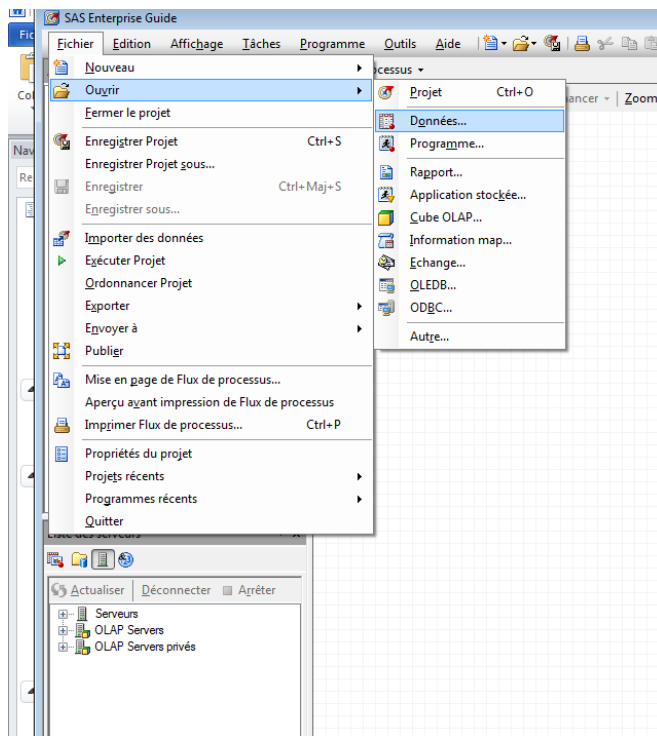 SAS Enterprise Guide
Fichier Edition Affichage Tâches Programme Outils Aide
Nouveau
Ouvrir
Fermer le projet
Enregistrer Projet Ctrl+S
Enregistrer Projet sous...
Enregistrer Ctrl+Maj+S
Enregistrer sous...
Importer des données
Exécuter Projet
Ordonnancer Projet
Exporter
Envoyer à
Publier
Mise en page de Flux de processus...
Aperçu avant impression de Flux de processus
Imprimer Flux de processus... Ctrl+P
Propriétés du projet
Projets récents
Programmes récents
Quitter
Projet Ctrl+O
Données...
Programme...
Rapport...
Application stockée...
Cube OLAP...
Information map...
Echange...
OLEDB...
ODBC...
Autre...
Zoom
Liste des serveurs
Actualiser Déconnecter Arrêter
Serveurs
OLAP Servers
OLAP Servers privés